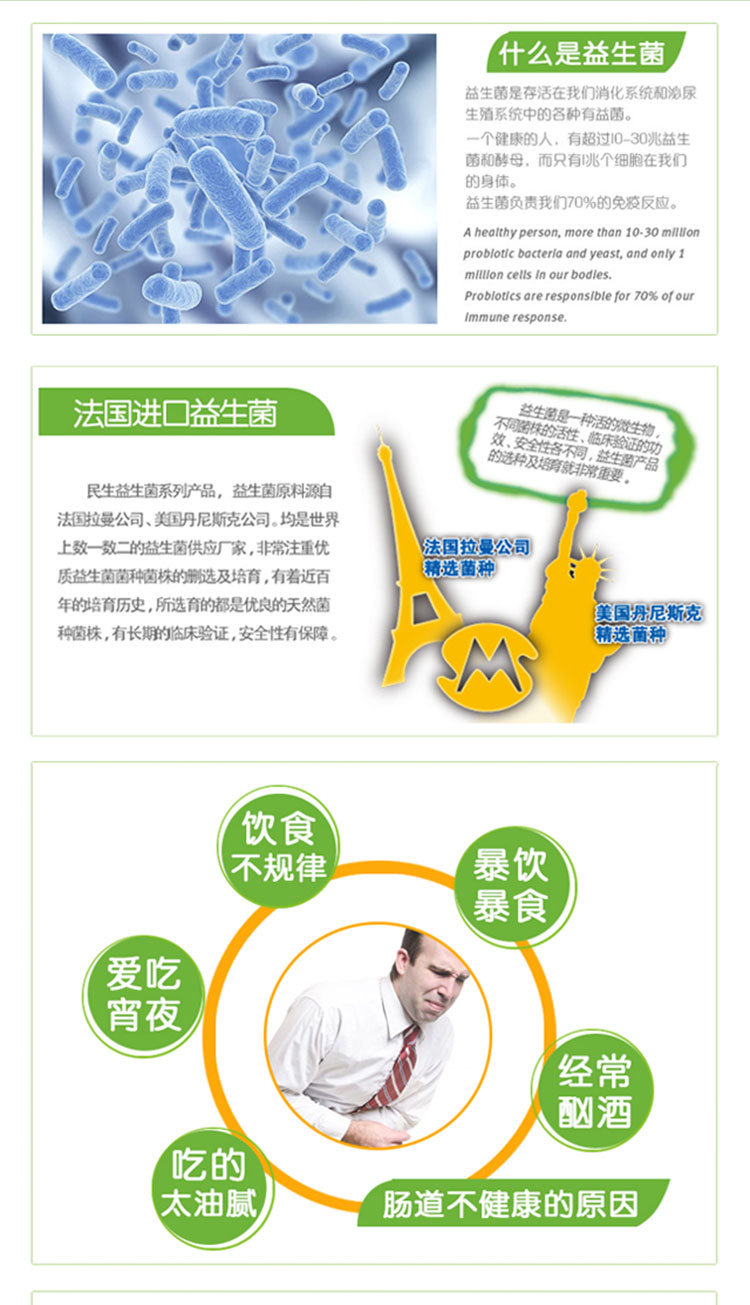 什么是益生菌
益生菌是存活在我们消化系统和泌尿
生殖系统中的各种有益菌。
一个健康的人，有超过10-30兆益生
菌和酵母，而只有1兆个细胞在我们
的身体。
益生菌负责我们70%的免疫反应。
A healthy person, more than 10-30 million
probiotic bacteria and yeast, and only 1
million cells in our bodies.
Probiotics are responsible for 70% of our
immune response.
法国进口益生菌
民生益生菌系列产品，益生菌原料源自
法国拉曼公司、美国丹尼斯克公司。均是世界
上数一数二的益生菌供应厂家，非常注重优
质益生菌菌种菌株的删选及培育，有着近百
年的培育历史，所选育的都是优良的天然菌
种菌株，有长期的临床验证，安全性有保障。
益生菌是一种活的微生物，
不同菌株的活性、临床验证的功
效、安全性各不同，益生菌产品
的选种及培育就非常重要。
法国拉曼公司
精选菌种
美国丹尼斯克
精选菌种
饮食
不规律
暴饮
暴食
爱吃
宵夜
经常
酗酒
吃的
太油腻
肠道不健康的原因